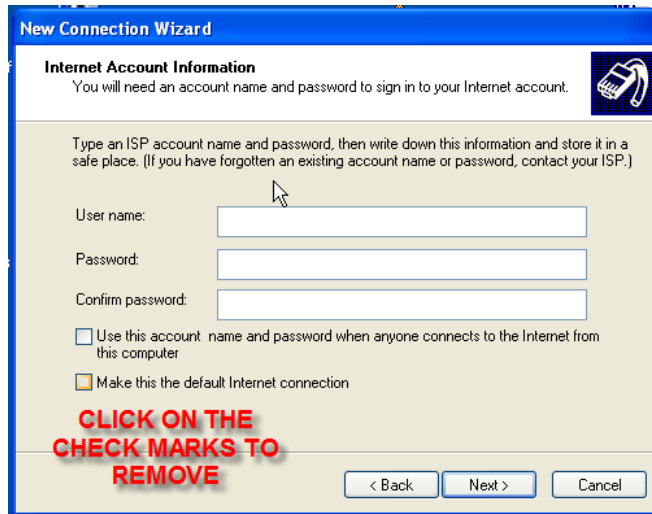 New Connection Wizard
Internet Account Information
You will need an account name and password to sign in to your Internet account.
Type an ISP account name and password, then write down this information and store it in a
safe place. (If you have forgotten an existing account name or password, contact your ISP.)
User name:
Password:
Confirm password:
Use this account name and password when anyone connects to the Internet from
this computer
Make this the default Internet connection
CLICK ON THE
CHECK MARKS TO
REMOVE
< Back
Next >
Cancel